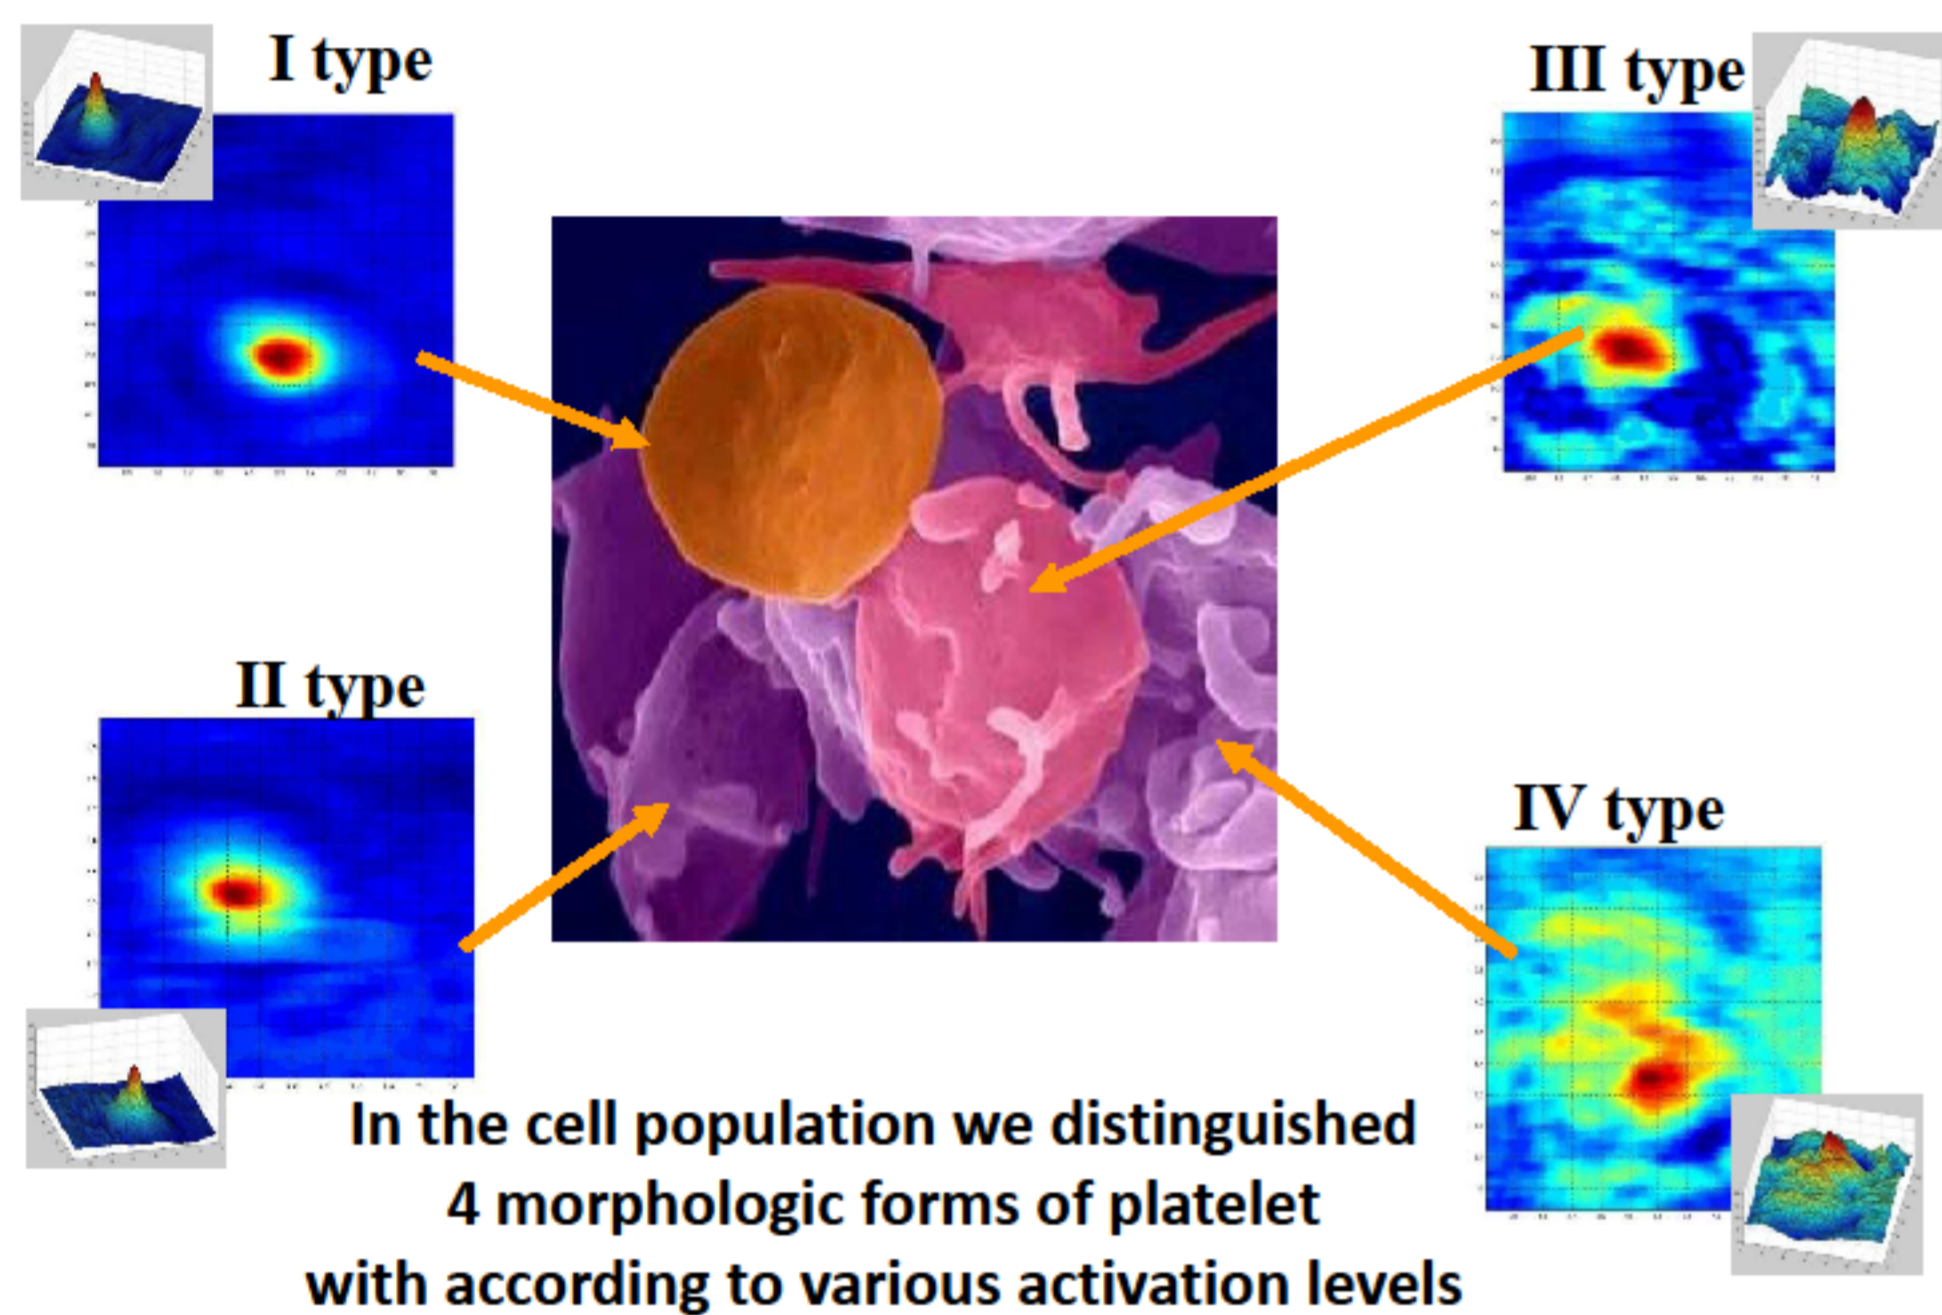 I type
III type
II type
IV type
In the cell population we distinguished
4 morphologic forms of platelet
with according to various activation levels